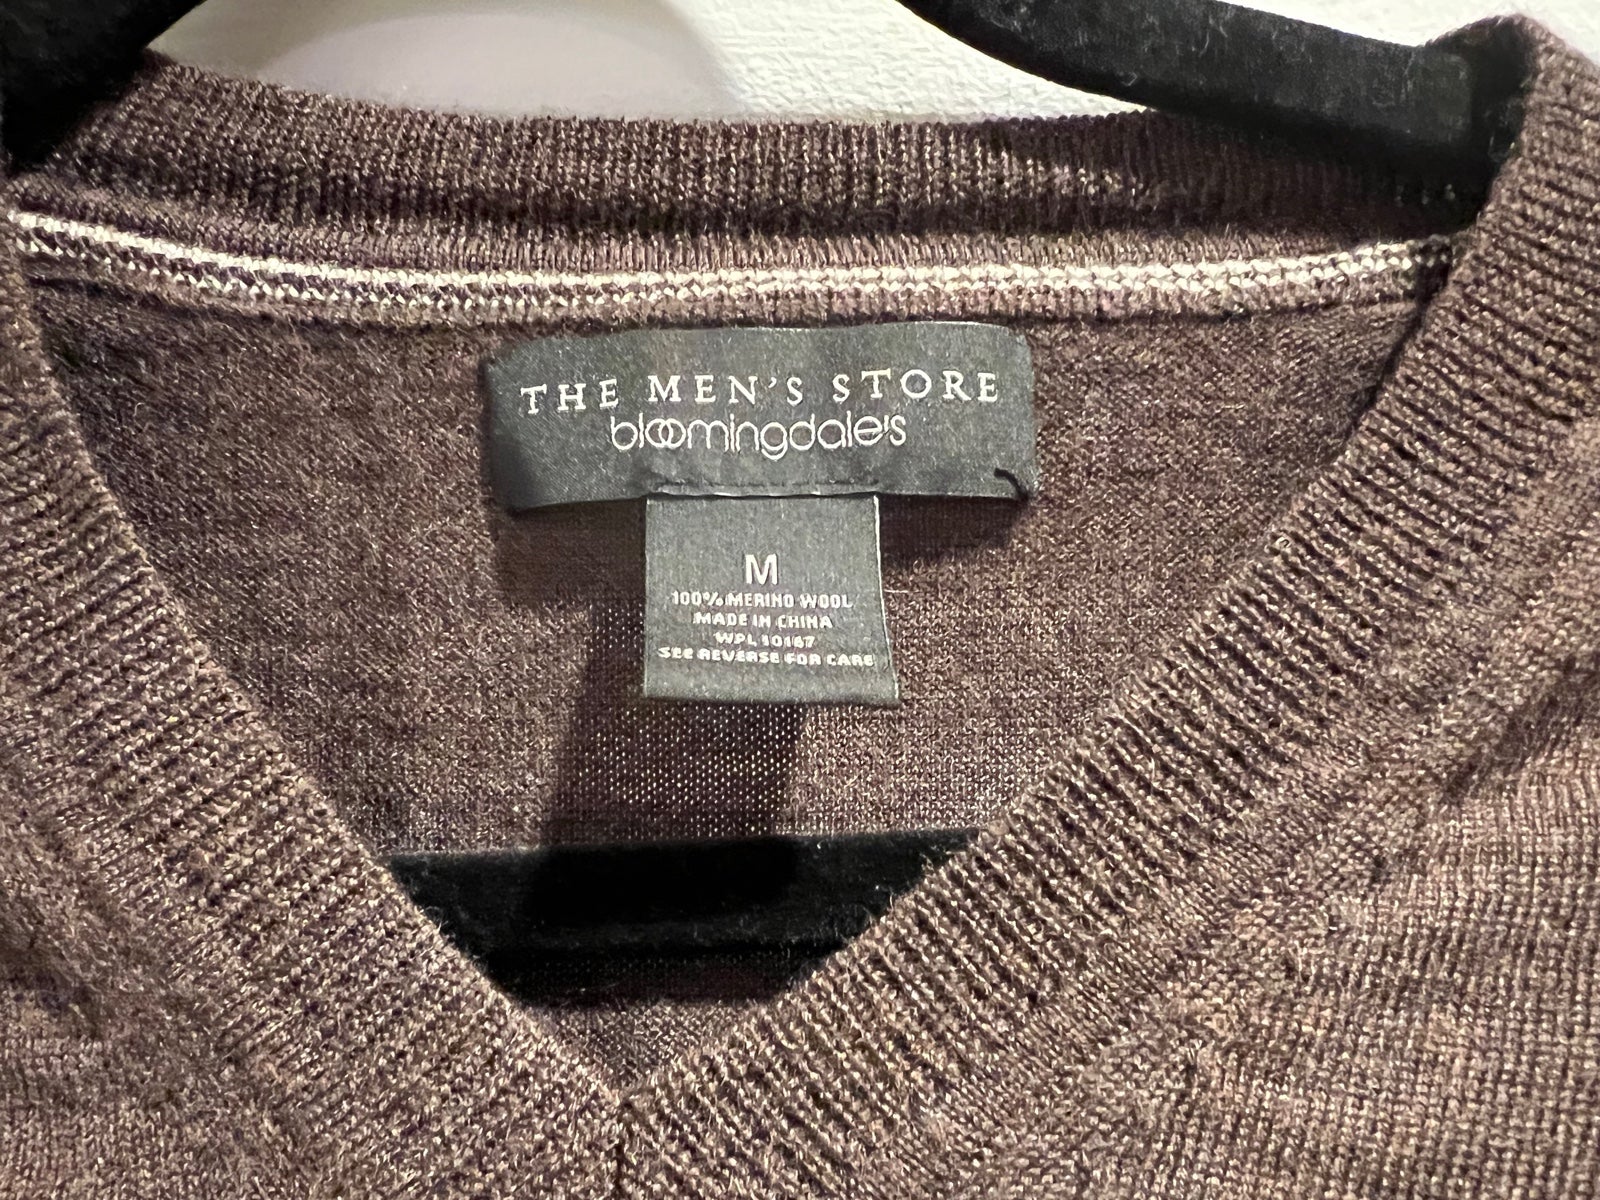 THE MEN'S STORE
bloomingdale's
M
100% MERINO WOOL
MADE IN CHINA
WPL 10167
SEE REVERSE FOR CARE